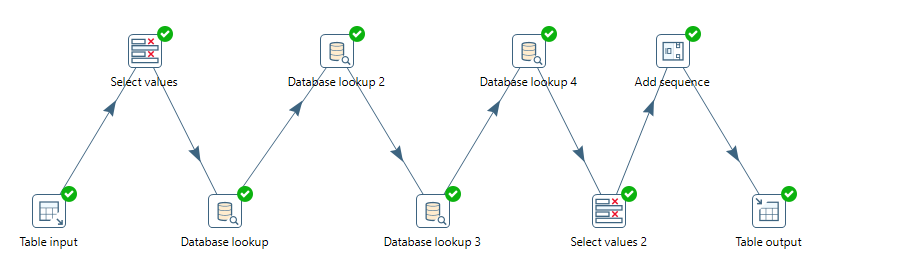 Select values
Database lookup 2
Database lookup 4
Add sequence
Table input
Database lookup
Database lookup 3
Select values 2
Table output